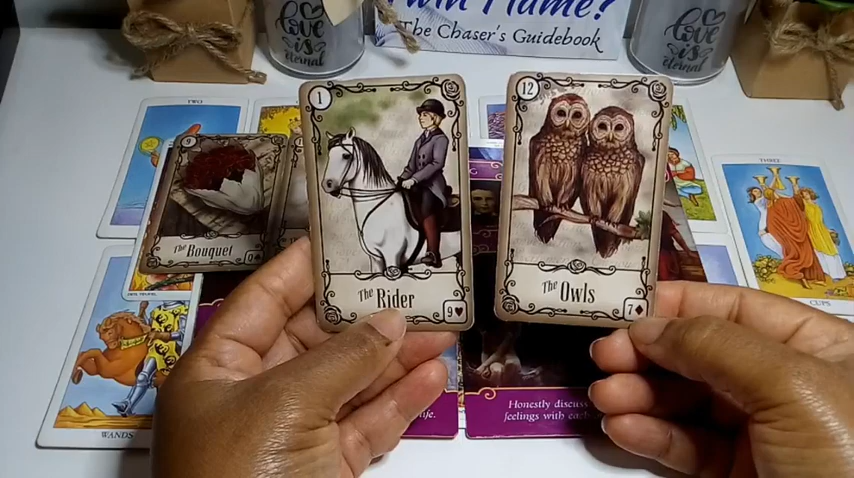 Flame?
The Chaser's Guidebook
Love
is
eternal
Love
is
eternal
TWO
9
The Bouquet
Q
1
The Rider
9
12
The Owls
7
THREE
CUPS
WANDS
life.
Honestly discuss
feelings with each